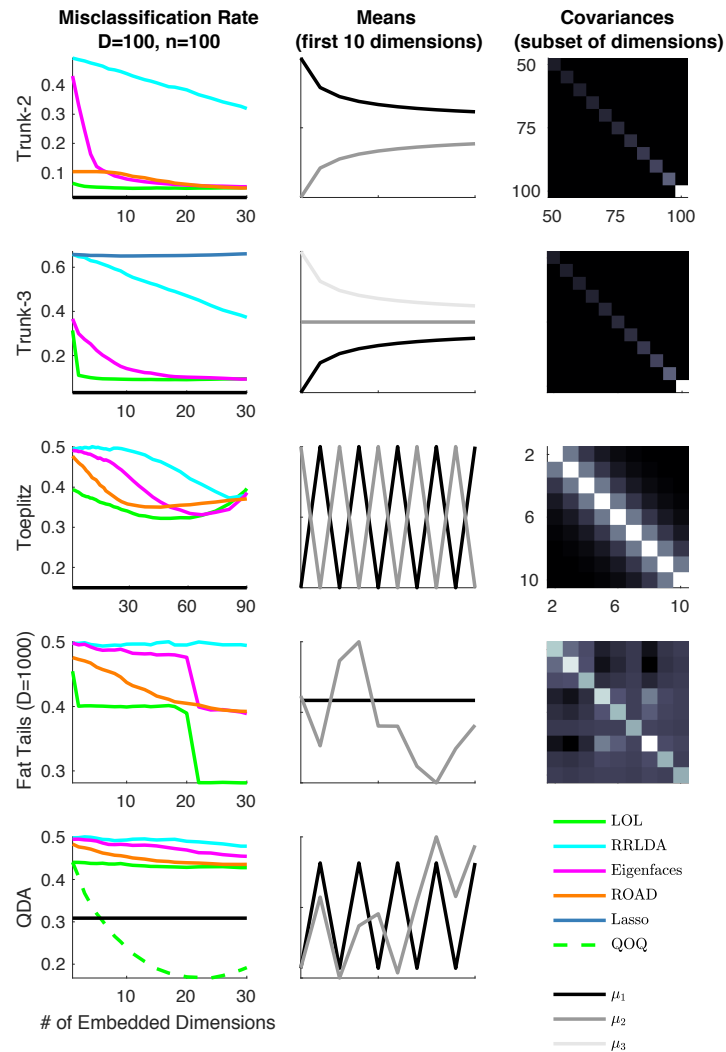 Misclassification Rate
D=100, n=100
Means
(first 10 dimensions)
Covariances
(subset of dimensions)
Trunk-2
0.4
0.3
0.2
0.1
10 20 30
50
75
100
50 75 100
Trunk-3
0.6
0.4
0.2
10 20 30
Toeplitz
0.5
0.4
0.3
0.2
30 60 90
2
6
10
2 6 10
Fat Tails (D=1000)
0.5
0.4
0.3
10 20 30
QDA
0.5
0.4
0.3
0.2
10 20 30
# of Embedded Dimensions
LOL
RRLDA
Eigenfaces
ROAD
Lasso
QOQ
μ₁
μ₂
μ₃